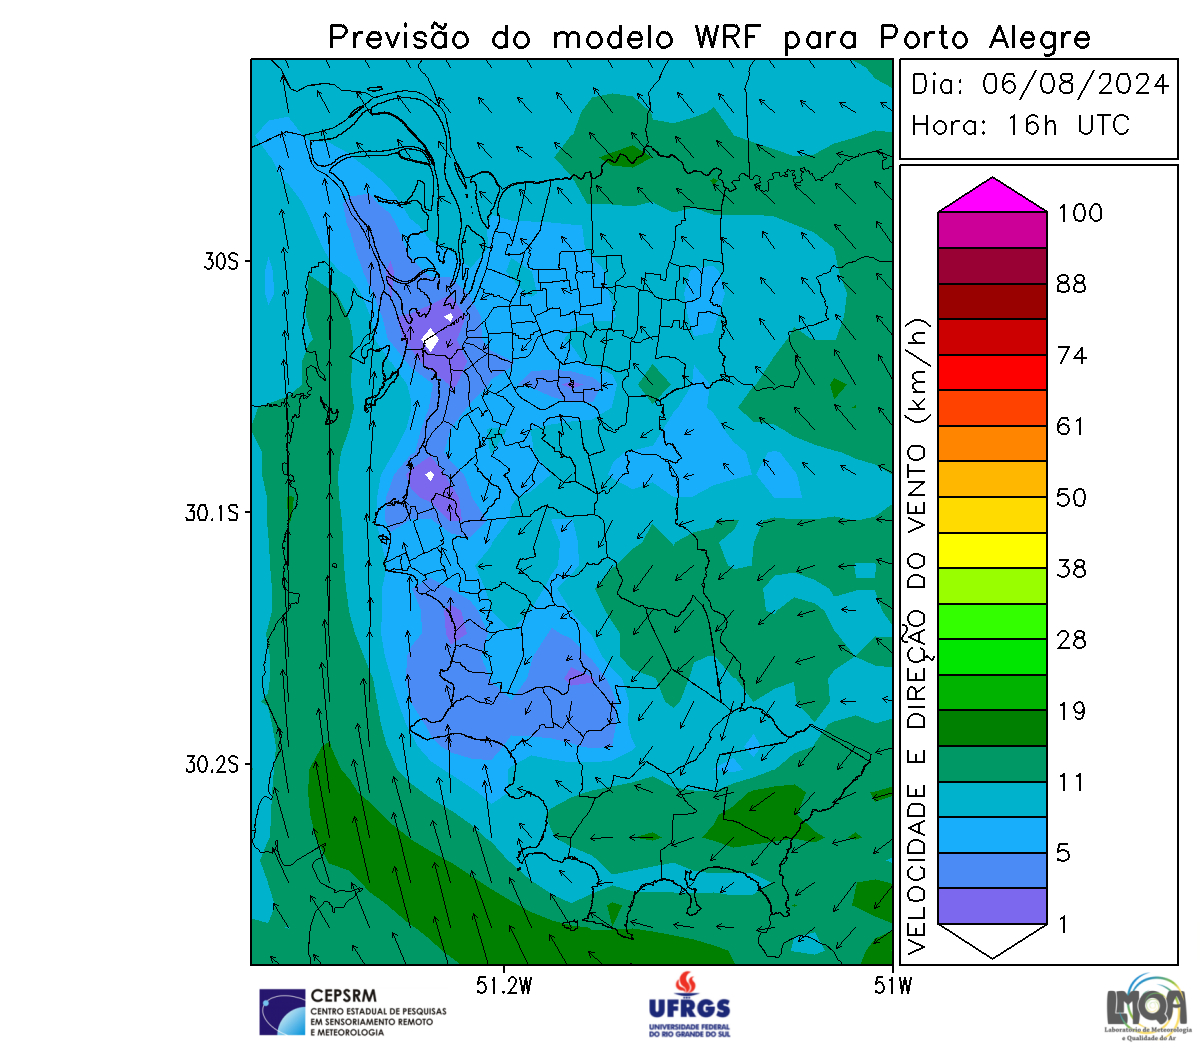 Previsão do modelo WRF para Porto Alegre
Dia: 06/08/2024
Hora: 16h UTC
30S
30.1S
30.2S
51.2W
51W
VELOCIDADE E DIREÇÃO DO VENTO (km/h)
100
88
74
61
50
38
28
19
11
5
1
CEPSRM
CENTRO ESTADUAL DE PESQUISAS
EM SENSORIAMENTO REMOTO
E METEOROLOGIA
UFRGS
UNIVERSIDADE FEDERAL
DO RIO GRANDE DO SUL
LMQA
Laboratório de Meteorologia
e Qualidade do Ar